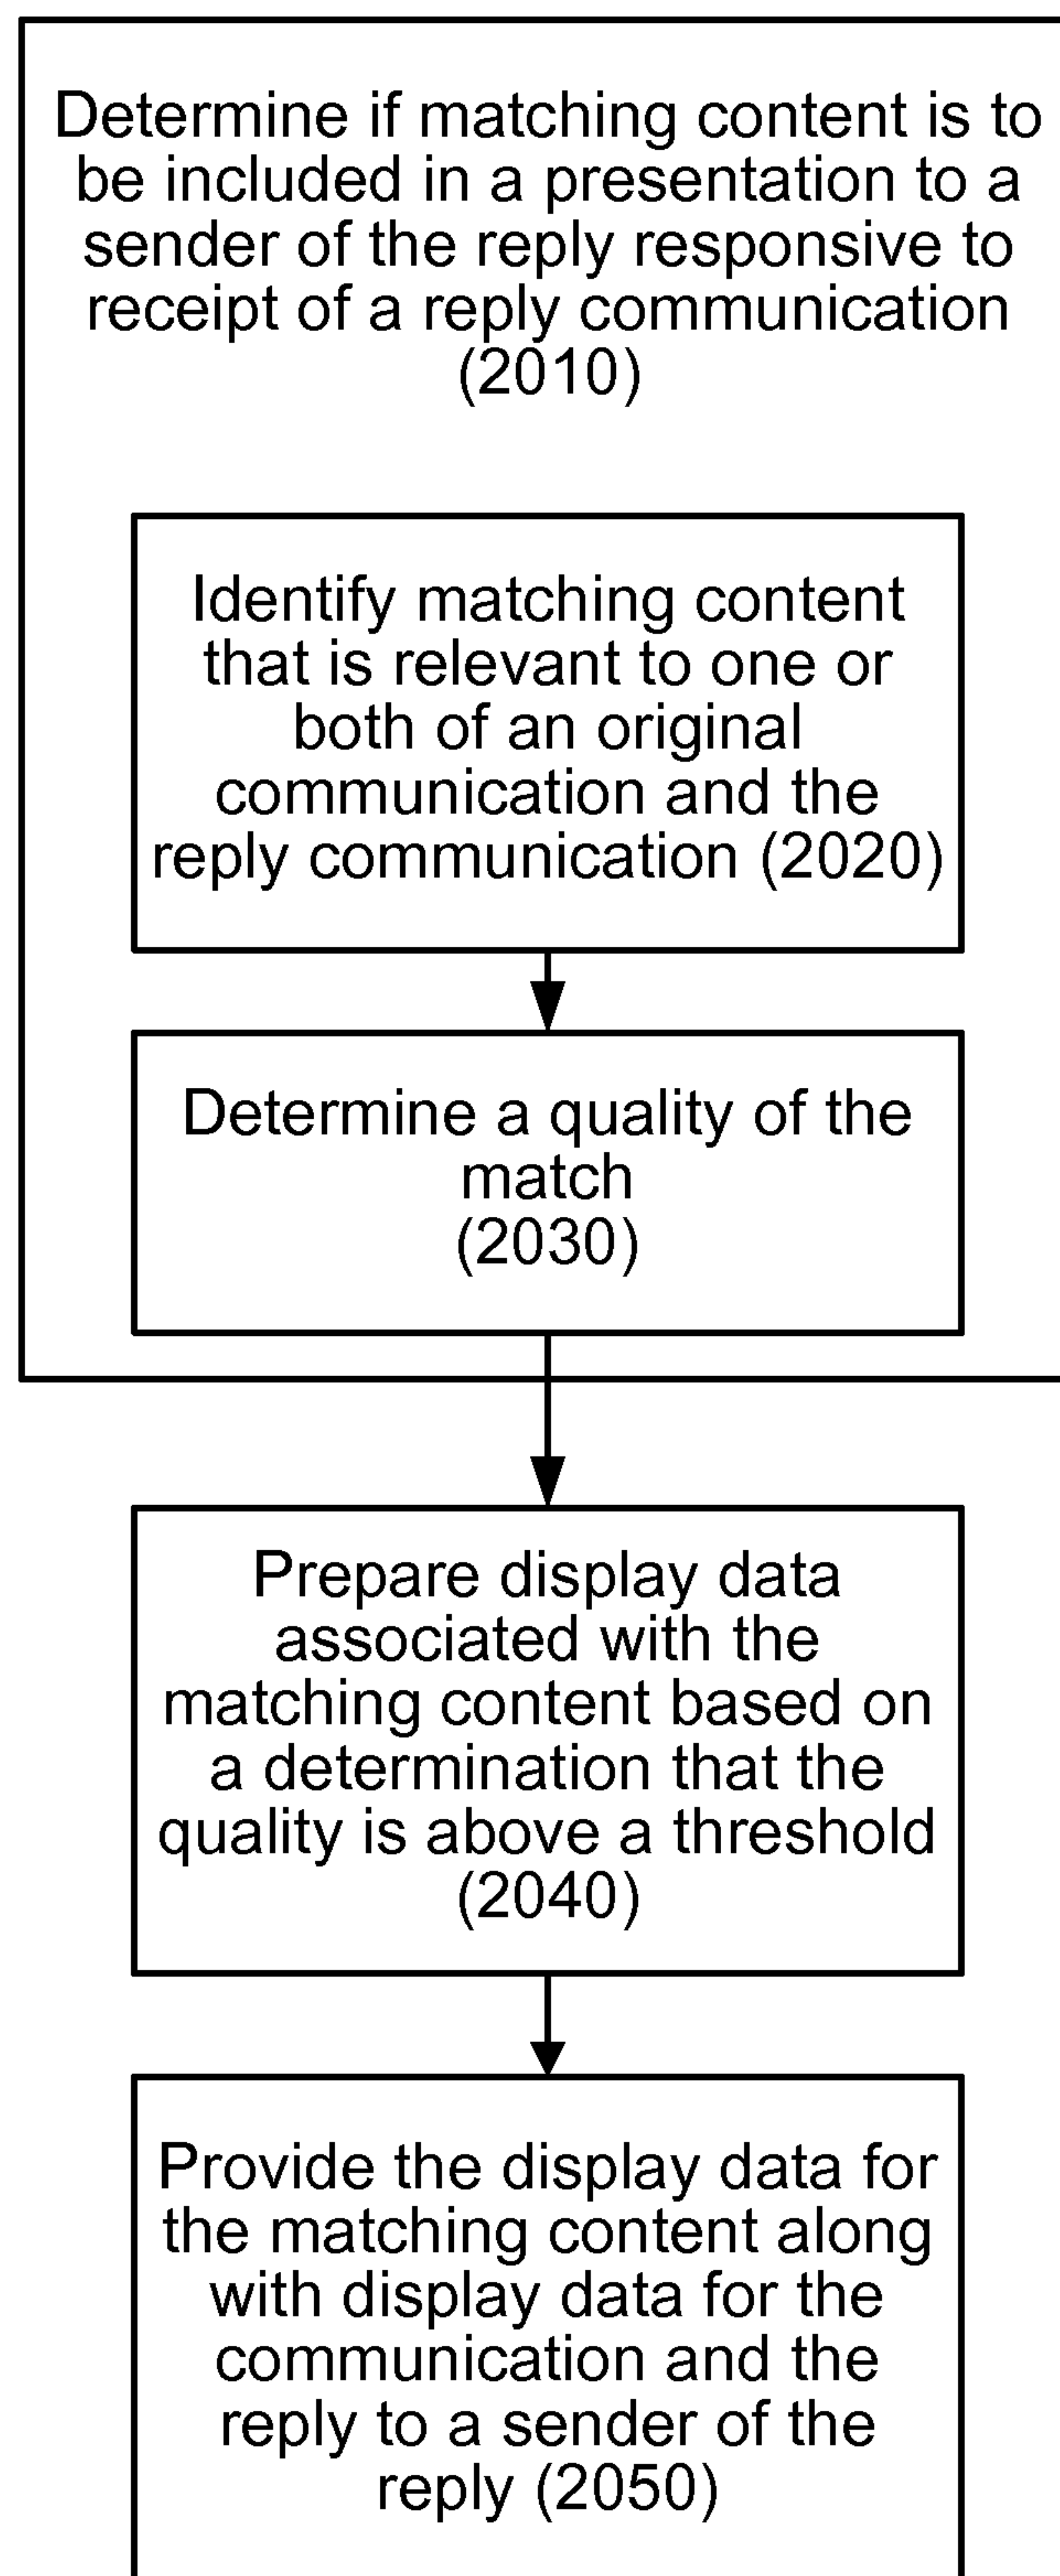 Determine if matching content is to
be included in a presentation to a
sender of the reply responsive to
receipt of a reply communication
(2010)
Identify matching content
that is relevant to one or
both of an original
communication and the
reply communication (2020)
Determine a quality of the
match
(2030)
Prepare display data
associated with the
matching content based on
a determination that the
quality is above a threshold
(2040)
Provide the display data for
the matching content along
with display data for the
communication and the
reply to a sender of the
reply (2050)